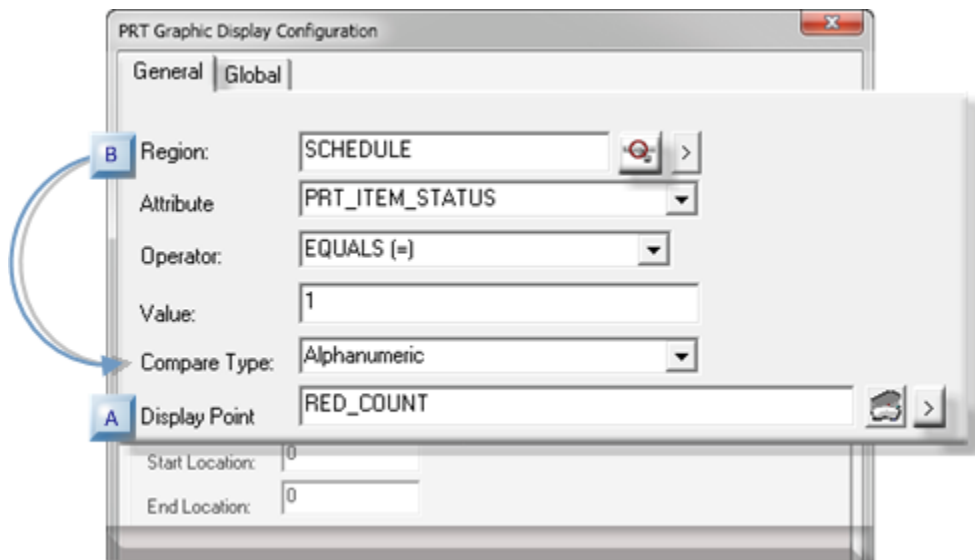 PRT Graphic Display Configuration
General Global
B Region: SCHEDULE >
Attribute PRT_ITEM_STATUS
Operator: EQUALS (=)
Value: 1
Compare Type: Alphanumeric
A Display Point RED_COUNT >
Start Location: 0
End Location: 0